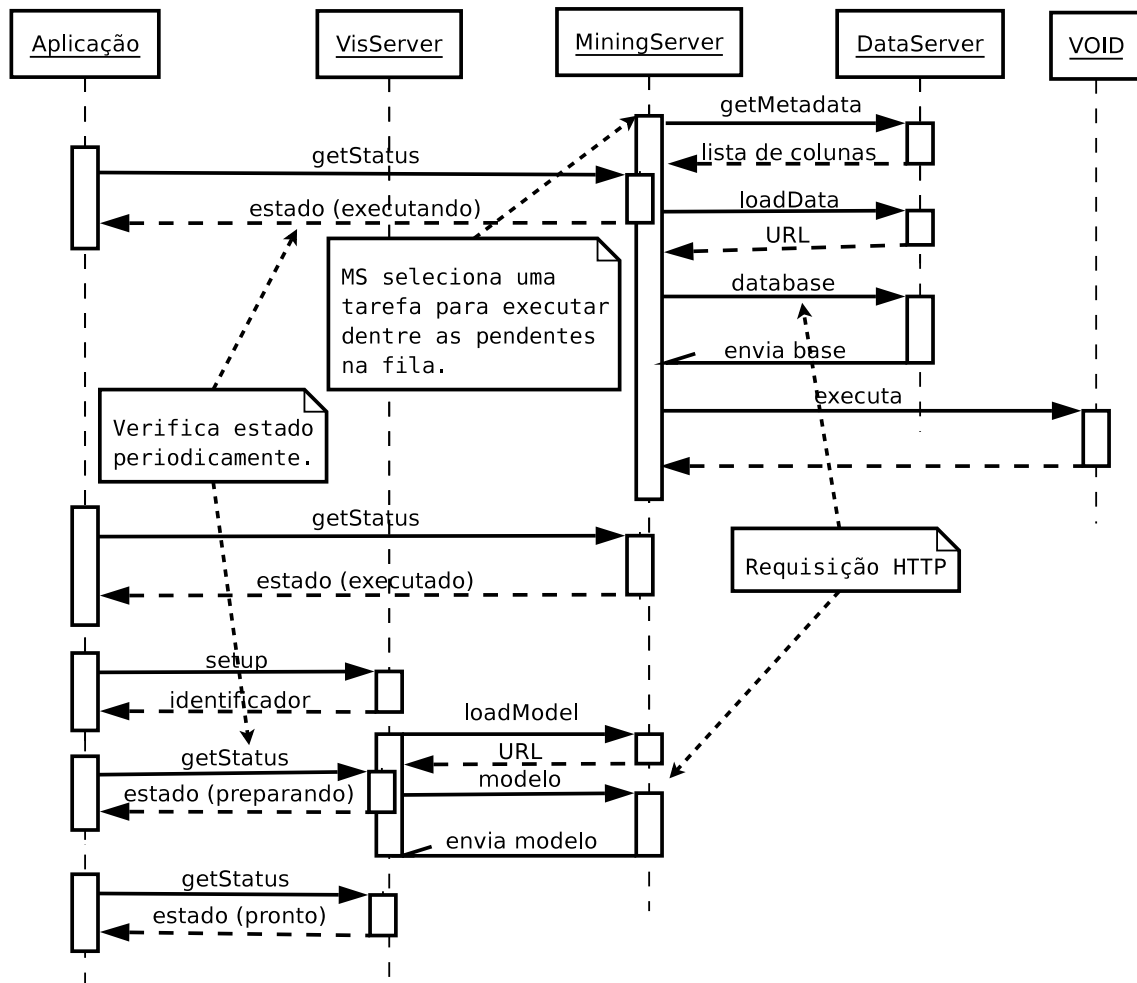 Aplicação
VisServer
MiningServer
DataServer
VOID
getMetadata
lista de colunas
getStatus
estado (executando)
loadData
URL
MS seleciona uma
tarefa para executar
dentre as pendentes
na fila.
database
envia base
executa
Verifica estado
periodicamente.
getStatus
estado (executado)
Requisição HTTP
setup
identificador
loadModel
URL
getStatus
modelo
estado (preparando)
envia modelo
getStatus
estado (pronto)